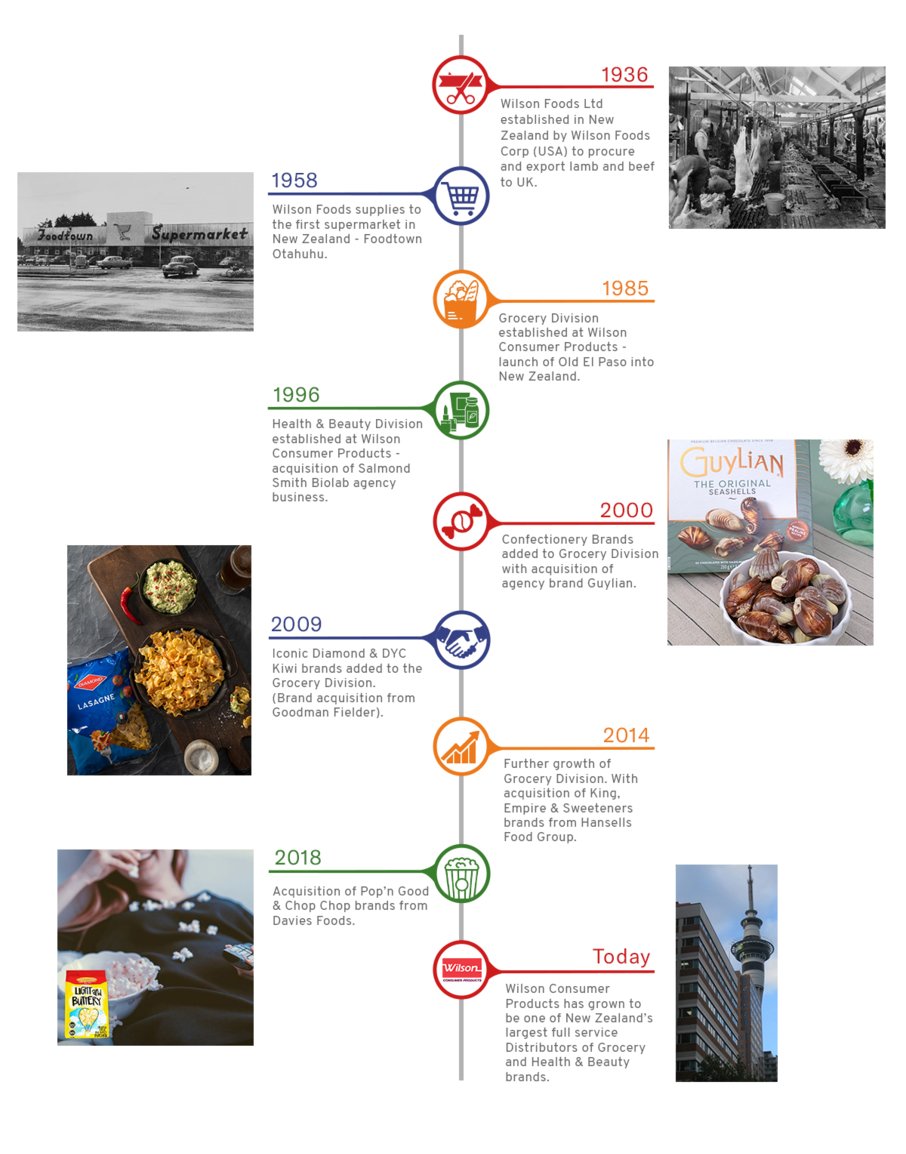 1936
Wilson Foods Ltd
established in New
Zealand by Wilson Foods
Corp (USA) to procure
and export lamb and beef
to UK.
1958
Wilson Foods supplies to
the first supermarket in
New Zealand - Foodtown
Otahuhu.
Foodtown Supermarket
1985
Grocery Division
established at Wilson
Consumer Products -
launch of Old El Paso into
New Zealand.
1996
Health & Beauty Division
established at Wilson
Consumer Products -
acquisition of Salmond
Smith Biolab agency
business.
2000
Confectionery Brands
added to Grocery Division
with acquisition of
agency brand Guylian.
PREMIUM BELGIAN CHOCOLATE SINCE 1958
GUYLIAN
THE ORIGINAL
SEASHELLS
2009
Iconic Diamond & DYC
Kiwi brands added to the
Grocery Division.
(Brand acquisition from
Goodman Fielder).
DIAMOND
LASAGNE
2014
Further growth of
Grocery Division. With
acquisition of King,
Empire & Sweeteners
brands from Hansells
Food Group.
2018
Acquisition of Pop'n Good
& Chop Chop brands from
Davies Foods.
LIGHT and
BUTTERY
Today
Wilson
CONSUMER PRODUCTS
Wilson Consumer
Products has grown to
be one of New Zealand's
largest full service
Distributors of Grocery
and Health & Beauty
brands.